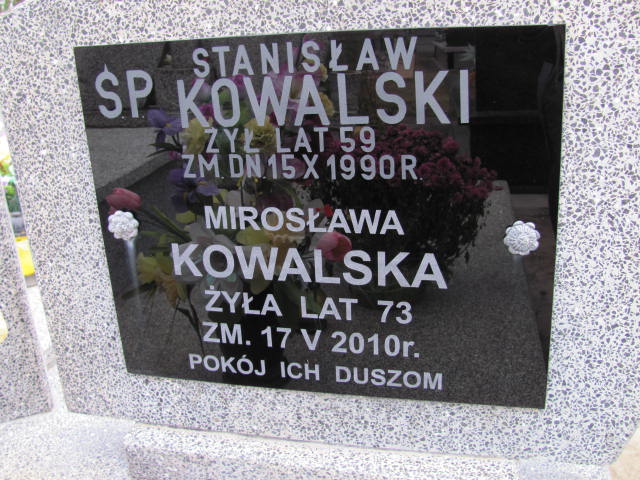 STANISŁAW
ŚP KOWALSKI
ŻYŁ LAT 59
ZM. DN. 15 X 1990 R.
MIROSŁAWA
KOWALSKA
ŻYŁA LAT 73
ZM. 17 V 2010r.
POKÓJ ICH DUSZOM